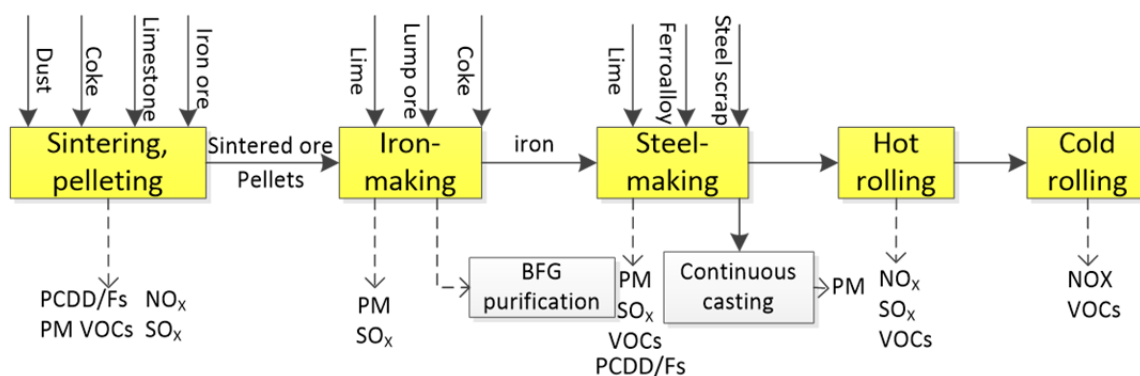 Dust
Coke
Limestone
Iron ore
Lime
Lump ore
Coke
Lime
Ferroalloy
Steel scrap
Sintering,
pelleting
Sintered ore
Pellets
Iron-
making
iron
Steel-
making
Hot
rolling
Cold
rolling
PCDD/Fs NOx
PM VOCs SOx
PM
SOx
BFG
purification
PM
SOx
VOCs
PCDD/Fs
Continuous
casting
PM
NOx
SOx
VOCs
NOX
VOCs